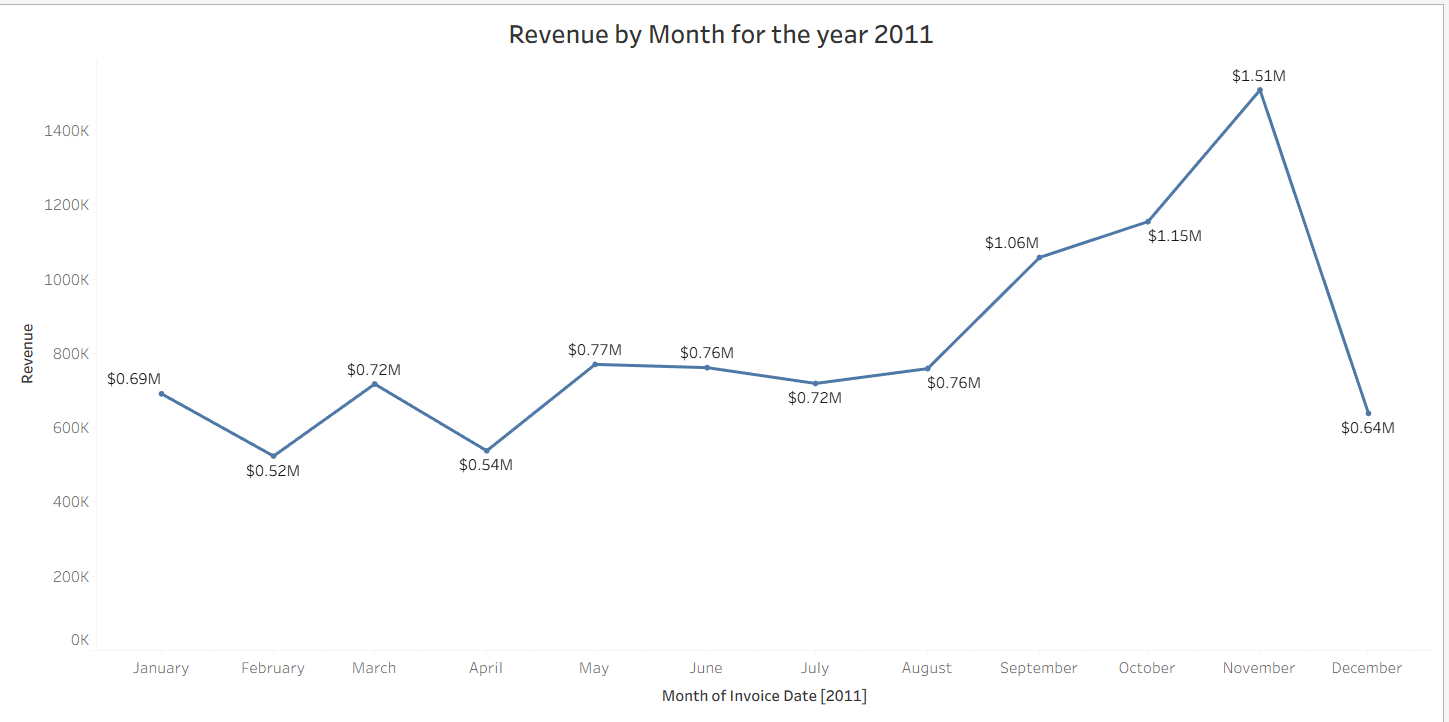 Revenue by Month for the year 2011
$1.51M
1400K
1200K
$1.06M
$1.15M
1000K
Revenue
800K
$0.77M
$0.76M
$0.69M
$0.72M
$0.72M
$0.76M
600K
$0.64M
$0.54M
$0.52M
400K
200K
0K
January February March April May June July August September October November December
Month of Invoice Date [2011]